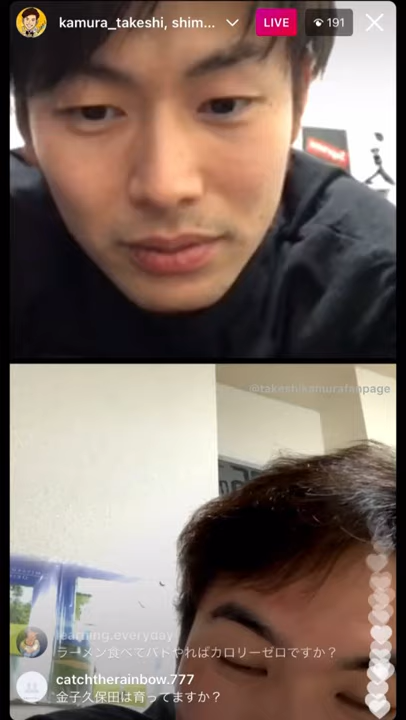 kamura_takeshi, shim...
LIVE
191
@takeshikamurafanpage
learning.everyday
ラーメン食べてバドやればカロリーゼロですか？
catchtherainbow.777
金子久保田は育ってますか？